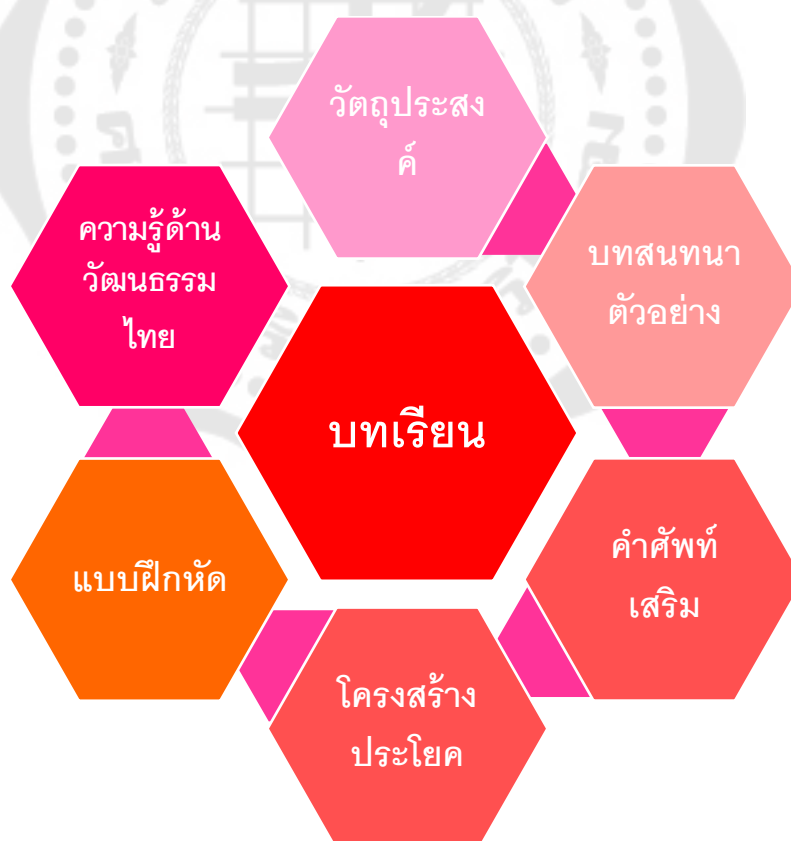 วัตถุประสง
ค์
บทสนทนา
ตัวอย่าง
คำศัพท์
เสริม
โครงสร้าง
ประโยค
แบบฝึกหัด
ความรู้ด้าน
วัฒนธรรม
ไทย
บทเรียน